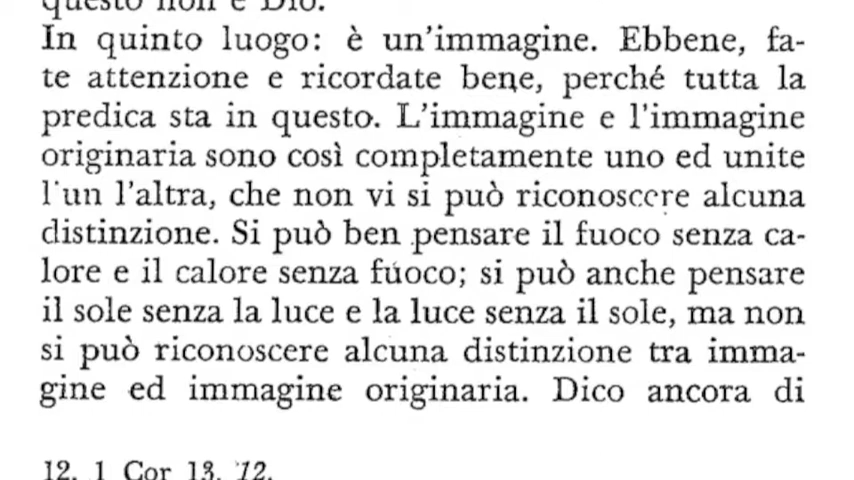 questo non è Dio.
In quinto luogo: è un'immagine. Ebbene, fa-
te attenzione e ricordate bene, perché tutta la
predica sta in questo. L'immagine e l'immagine
originaria sono così completamente uno ed unite
l'un l'altra, che non vi si può riconoscere alcuna
distinzione. Si può ben pensare il fuoco senza ca-
lore e il calore senza fuoco; si può anche pensare
il sole senza la luce e la luce senza il sole, ma non
si può riconoscere alcuna distinzione tra imma-
gine ed immagine originaria. Dico ancora di
12. 1 Cor 13, 12.